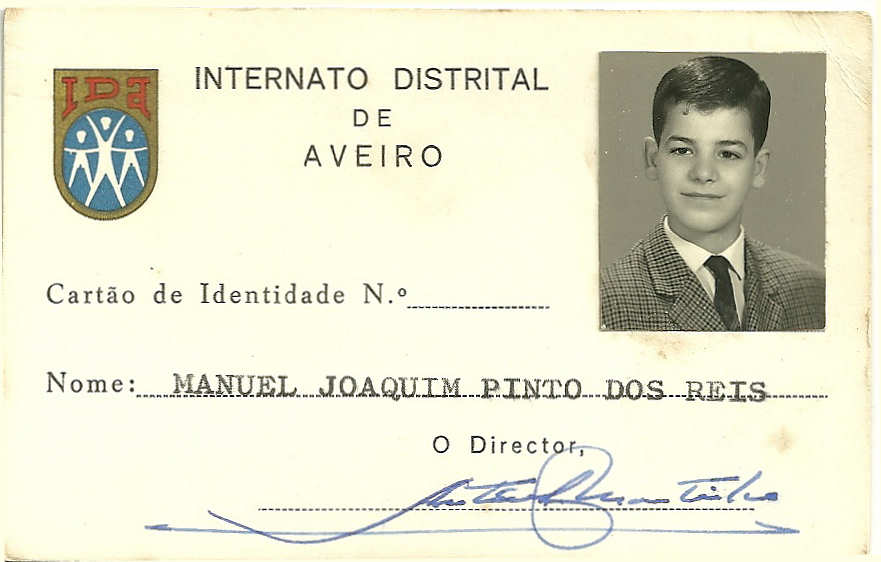 IDA
INTERNATO DISTRITAL
DE
AVEIRO
Cartão de Identidade N.º
Nome: MANUEL JOAQUIM PINTO DOS REIS
O Director,